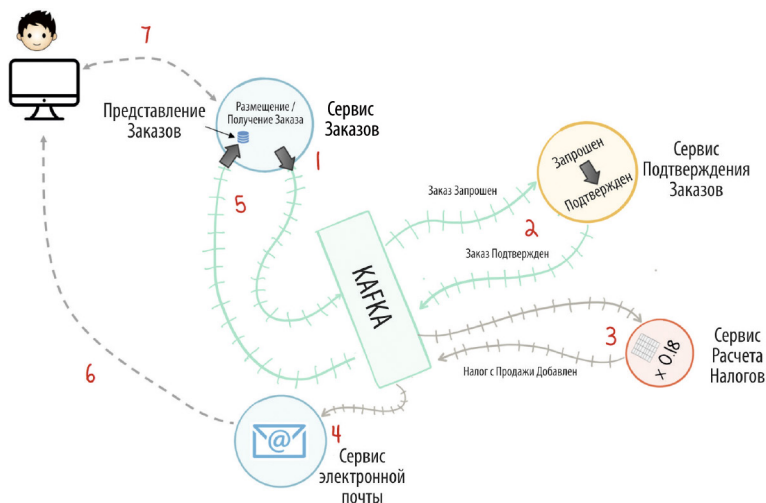 7
Представление
Заказов
Размещение /
Получение Заказа
Сервис
Заказов
1
5
Запрошен
Подтвержден
Сервис
Подтверждения
Заказов
Заказ Запрошен
2
Заказ Подтвержден
KAFKA
3
× 0.18
Сервис
Расчета
Налогов
Налог с Продажи Добавлен
6
@
4
Сервис
электронной
почты